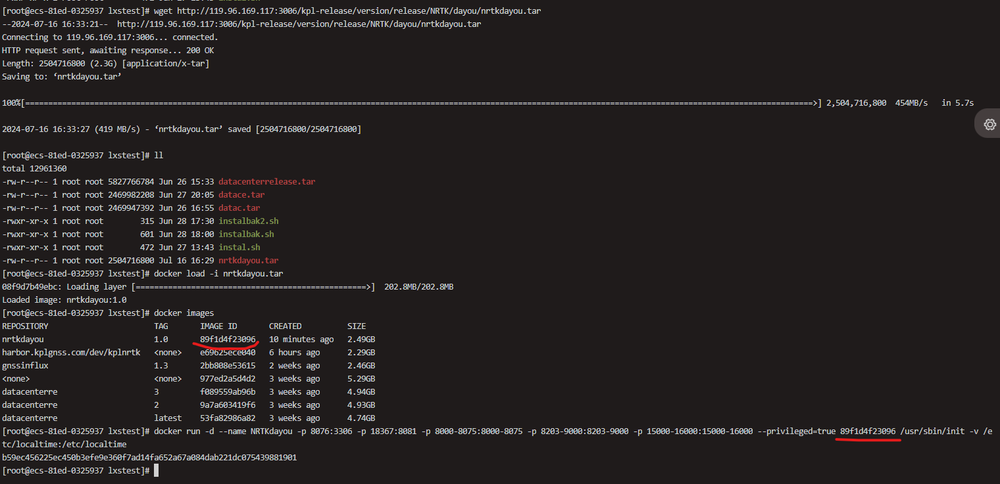 [root@ecs-81ed-0325937 lxstest]# wget http://119.96.169.117:3006/kpl-release/version/release/NRTK/dayou/nrtkdayou.tar
--2024-07-16 16:33:21-- http://119.96.169.117:3006/kpl-release/version/release/NRTK/dayou/nrtkdayou.tar
Connecting to 119.96.169.117:3006... connected.
HTTP request sent, awaiting response... 200 OK
Length: 2504716800 (2.3G) [application/x-tar]
Saving to: ‘nrtkdayou.tar’
100%[=============================================================================================================================================================================>] 2,504,716,800 454MB/s in 5.7s
2024-07-16 16:33:27 (419 MB/s) - ‘nrtkdayou.tar’ saved [2504716800/2504716800]
[root@ecs-81ed-0325937 lxstest]# ll
total 12961360
-rw-r--r-- 1 root root 5827766784 Jun 26 15:33 datacenterrelease.tar
-rw-r--r-- 1 root root 2469982208 Jun 27 20:05 datace.tar
-rw-r--r-- 1 root root 2469947392 Jun 26 16:55 datac.tar
-rwxr-xr-x 1 root root 315 Jun 28 17:30 instalbak2.sh
-rwxr-xr-x 1 root root 601 Jun 28 18:00 instalbak.sh
-rwxr-xr-x 1 root root 472 Jun 27 13:43 instal.sh
-rw-r--r-- 1 root root 2504716800 Jul 16 16:29 nrtkdayou.tar
[root@ecs-81ed-0325937 lxstest]# docker load -i nrtkdayou.tar
08f9d7b49ebc: Loading layer [==================================================>] 202.8MB/202.8MB
Loaded image: nrtkdayou:1.0
[root@ecs-81ed-0325937 lxstest]# docker images
REPOSITORY TAG IMAGE ID CREATED SIZE
nrtkdayou 1.0 89f1d4f23096 10 minutes ago 2.49GB
harbor.kplgnss.com/dev/kplnrtk <none> e69625ece040 6 hours ago 2.29GB
gnssinflux 1.3 2bb808e53615 2 weeks ago 2.46GB
<none> <none> 977ed2a5d4d2 3 weeks ago 5.29GB
datacenterre 3 f089559ab96b 3 weeks ago 4.94GB
datacenterre 2 9a7a603419f6 3 weeks ago 4.93GB
datacenterre latest 53fa82986a82 3 weeks ago 4.74GB
[root@ecs-81ed-0325937 lxstest]# docker run -d --name NRTKdayou -p 8076:3306 -p 18367:8081 -p 8000-8075:8000-8075 -p 8203-9000:8203-9000 -p 15000-16000:15000-16000 --privileged=true 89f1d4f23096 /usr/sbin/init -v /e
tc/localtime:/etc/localtime
b59ec456225ec450b3efe9e360f7ad14fa652a67a084dab221dc075439881901
[root@ecs-81ed-0325937 lxstest]#